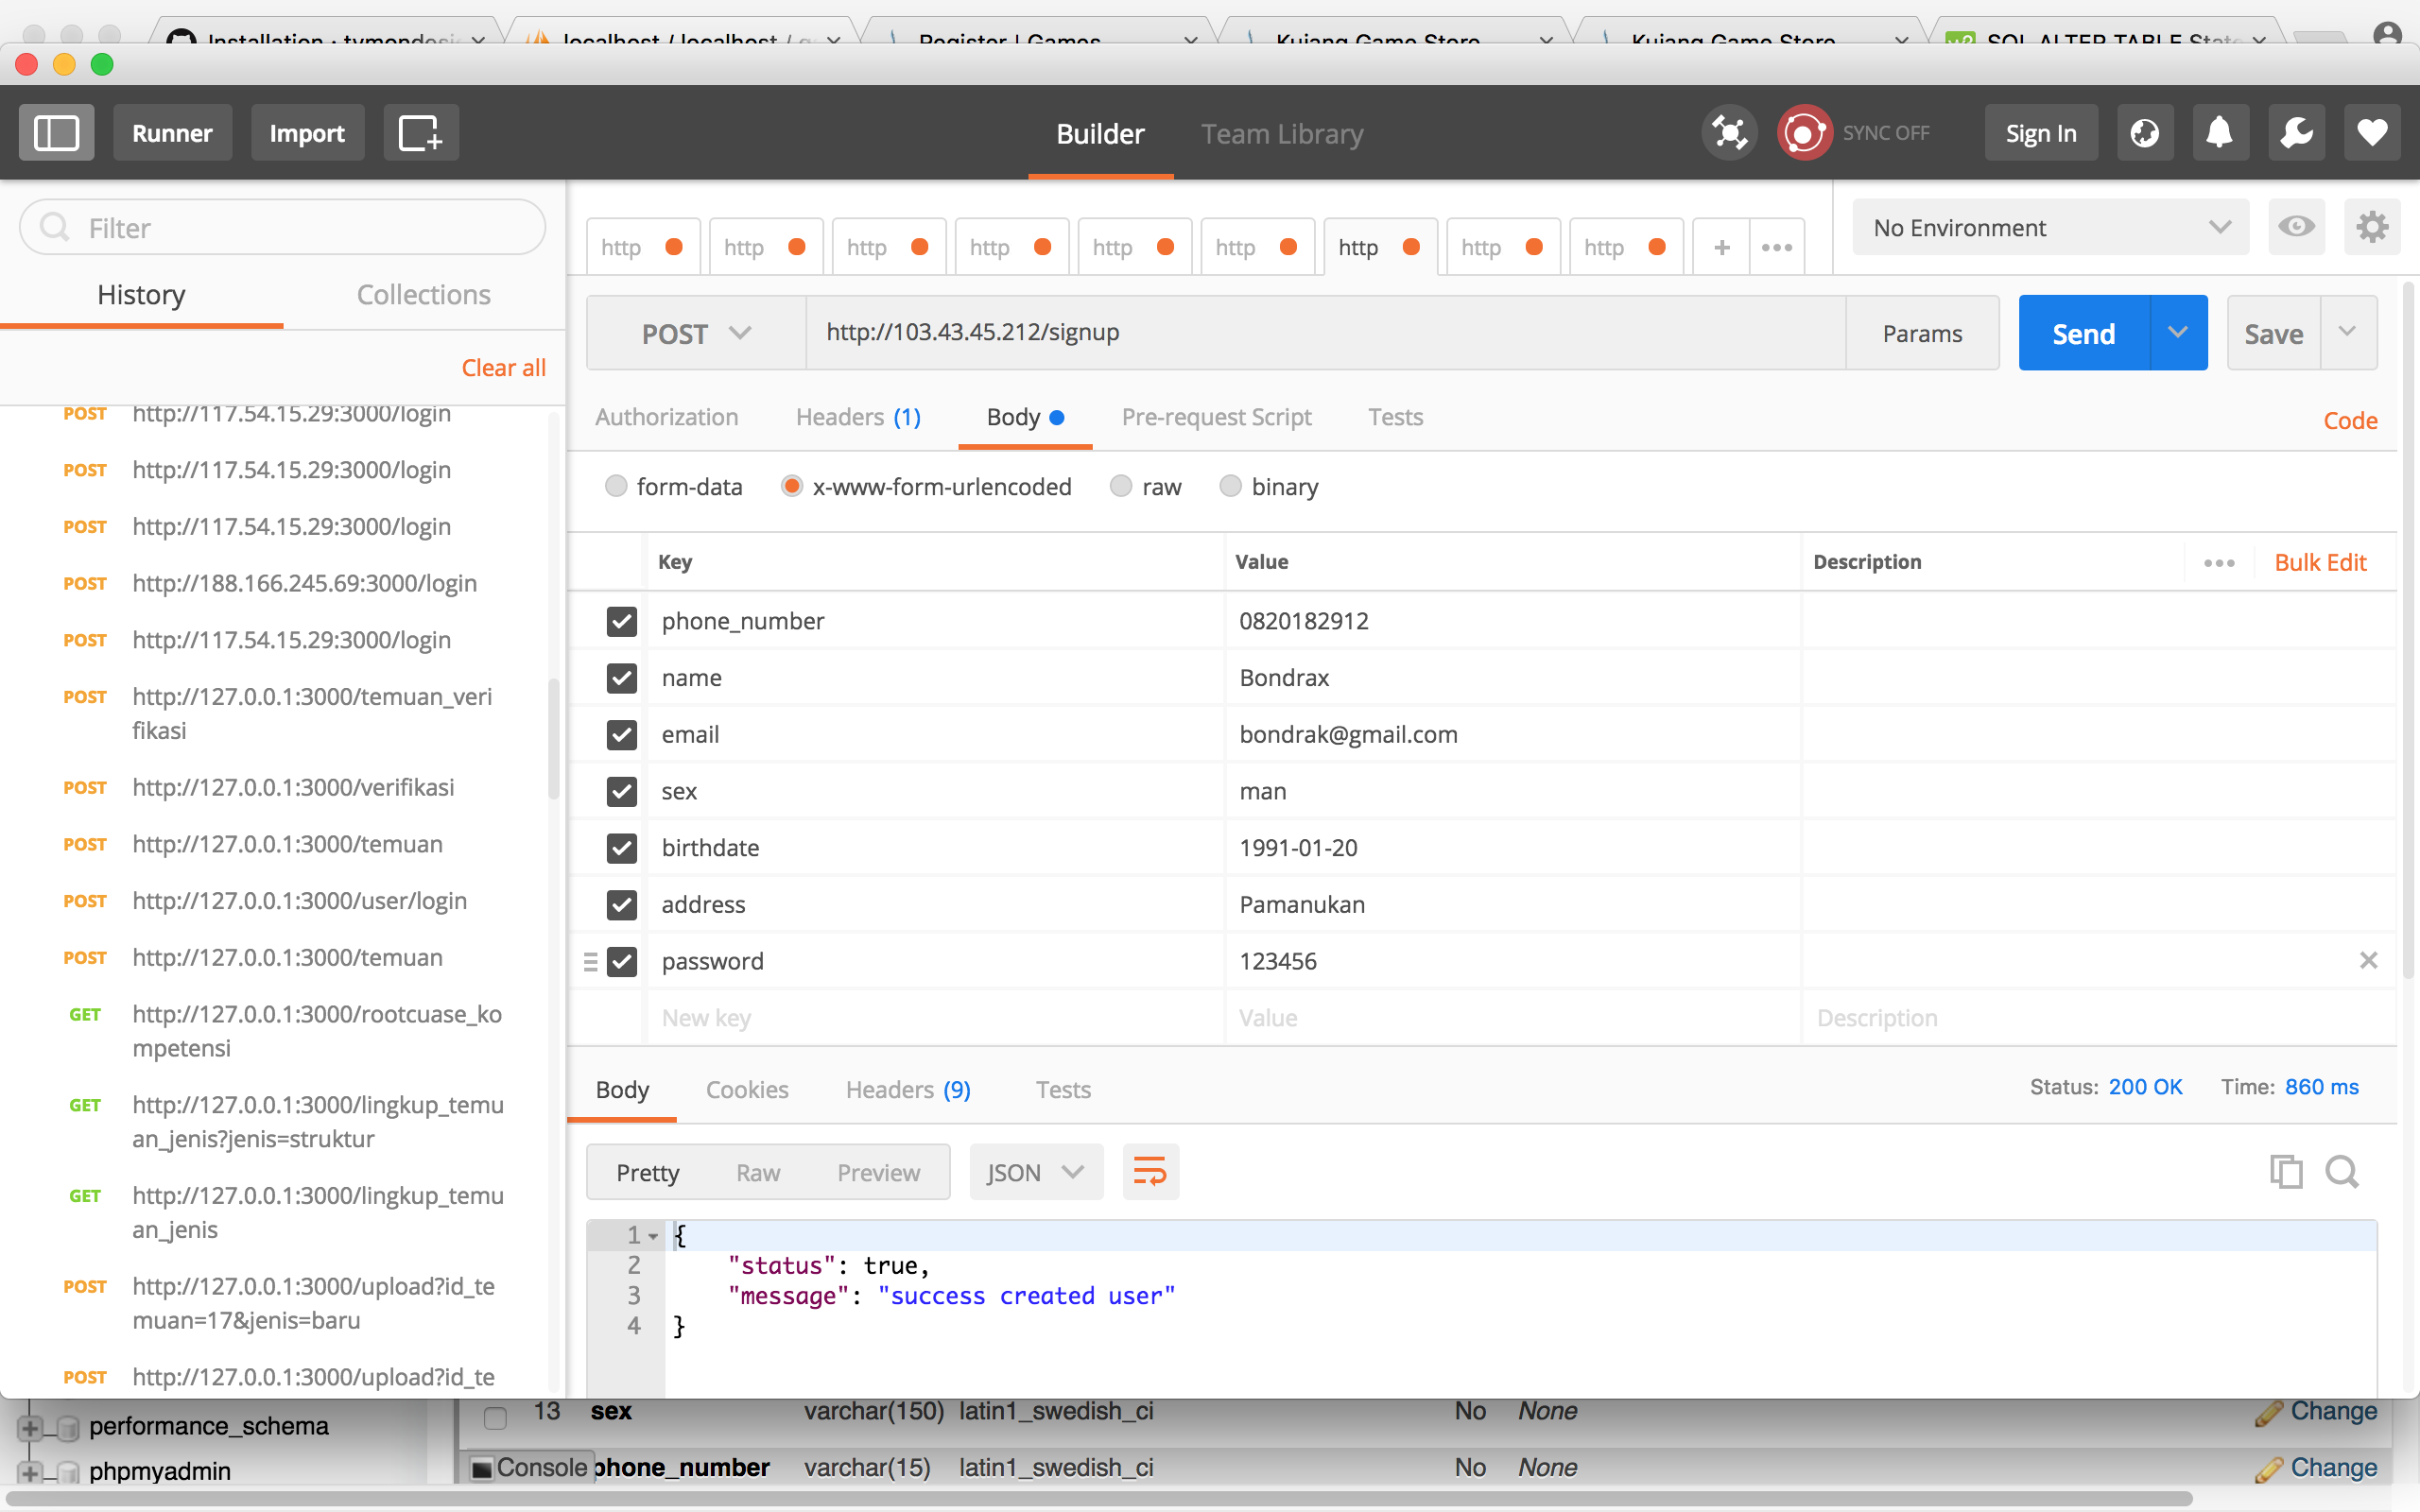 Installation · tymondesi
localhost / localhost / g
Register | Games
Kujang Game Store
Kujang Game Store
SQL ALTER TABLE State
Runner
Import
Builder
Team Library
SYNC OFF
Sign In
Filter
History
Collections
Clear all
POST http://117.54.15.29:3000/login
POST http://117.54.15.29:3000/login
POST http://117.54.15.29:3000/login
POST http://188.166.245.69:3000/login
POST http://117.54.15.29:3000/login
POST http://127.0.0.1:3000/temuan_veri
fikasi
POST http://127.0.0.1:3000/verifikasi
POST http://127.0.0.1:3000/temuan
POST http://127.0.0.1:3000/user/login
POST http://127.0.0.1:3000/temuan
GET http://127.0.0.1:3000/rootcuase_ko
mpetensi
GET http://127.0.0.1:3000/lingkup_temu
an_jenis?jenis=struktur
GET http://127.0.0.1:3000/lingkup_temu
an_jenis
POST http://127.0.0.1:3000/upload?id_te
muan=17&jenis=baru
POST http://127.0.0.1:3000/upload?id_te
http http http http http http http http http + •••
No Environment
POST http://103.43.45.212/signup Params Send Save
Authorization Headers (1) Body Pre-request Script Tests Code
form-data x-www-form-urlencoded raw binary
Key Value Description ••• Bulk Edit
phone_number 0820182912
name Bondrax
email bondrak@gmail.com
sex man
birthdate 1991-01-20
address Pamanukan
password 123456
New key Value Description
Body Cookies Headers (9) Tests Status: 200 OK Time: 860 ms
Pretty Raw Preview JSON
1 {
2 "status": true,
3 "message": "success created user"
4 }
performance_schema
phpmyadmin
13 sex varchar(150) latin1_swedish_ci No None Change
Console phone_number varchar(15) latin1_swedish_ci No None Change